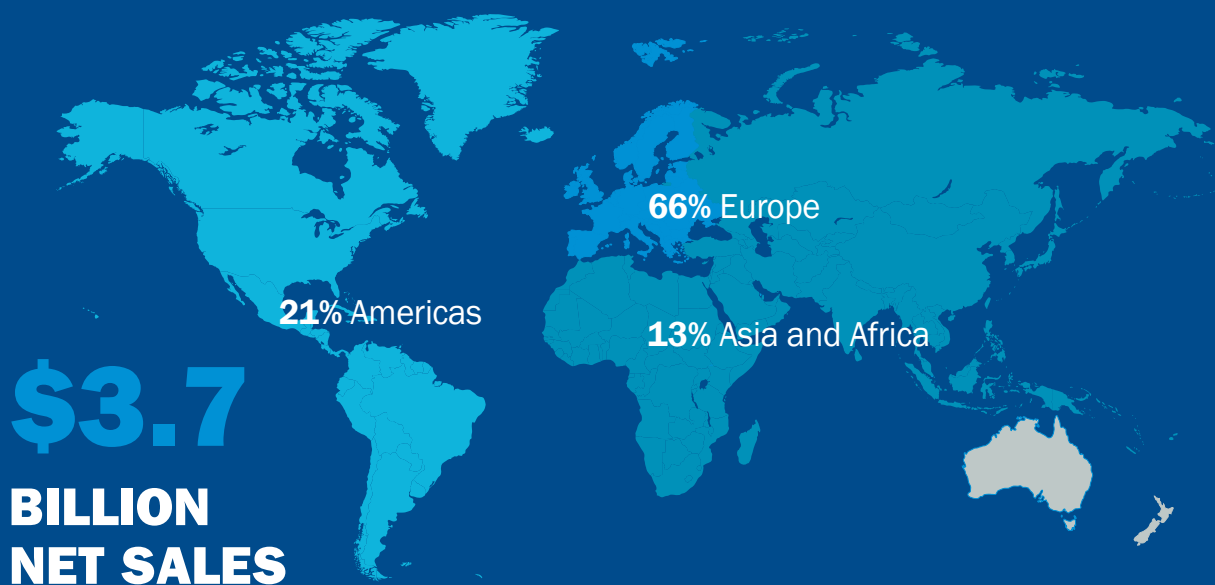 66% Europe
21% Americas
13% Asia and Africa
$3.7
BILLION
NET SALES